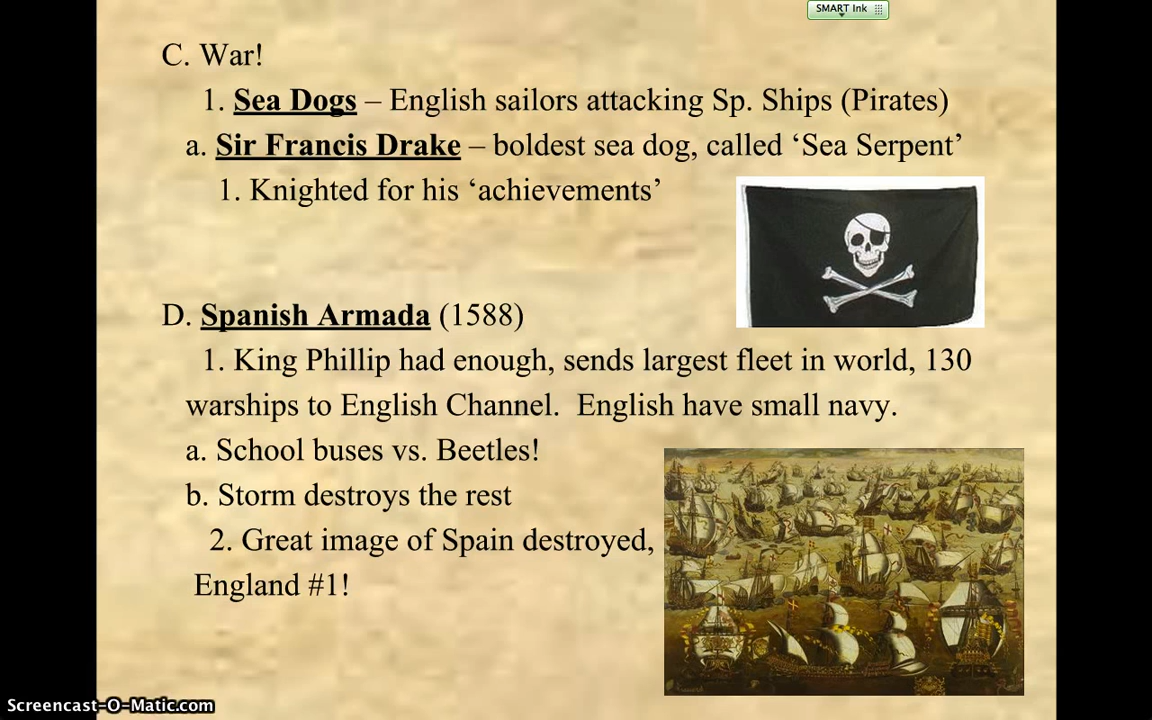 SMART Ink
C. War!
1. Sea Dogs – English sailors attacking Sp. Ships (Pirates)
a. Sir Francis Drake – boldest sea dog, called ‘Sea Serpent’
1. Knighted for his ‘achievements’
D. Spanish Armada (1588)
1. King Phillip had enough, sends largest fleet in world, 130
warships to English Channel.  English have small navy.
a. School buses vs. Beetles!
b. Storm destroys the rest
2. Great image of Spain destroyed,
England #1!
Screencast-O-Matic.com